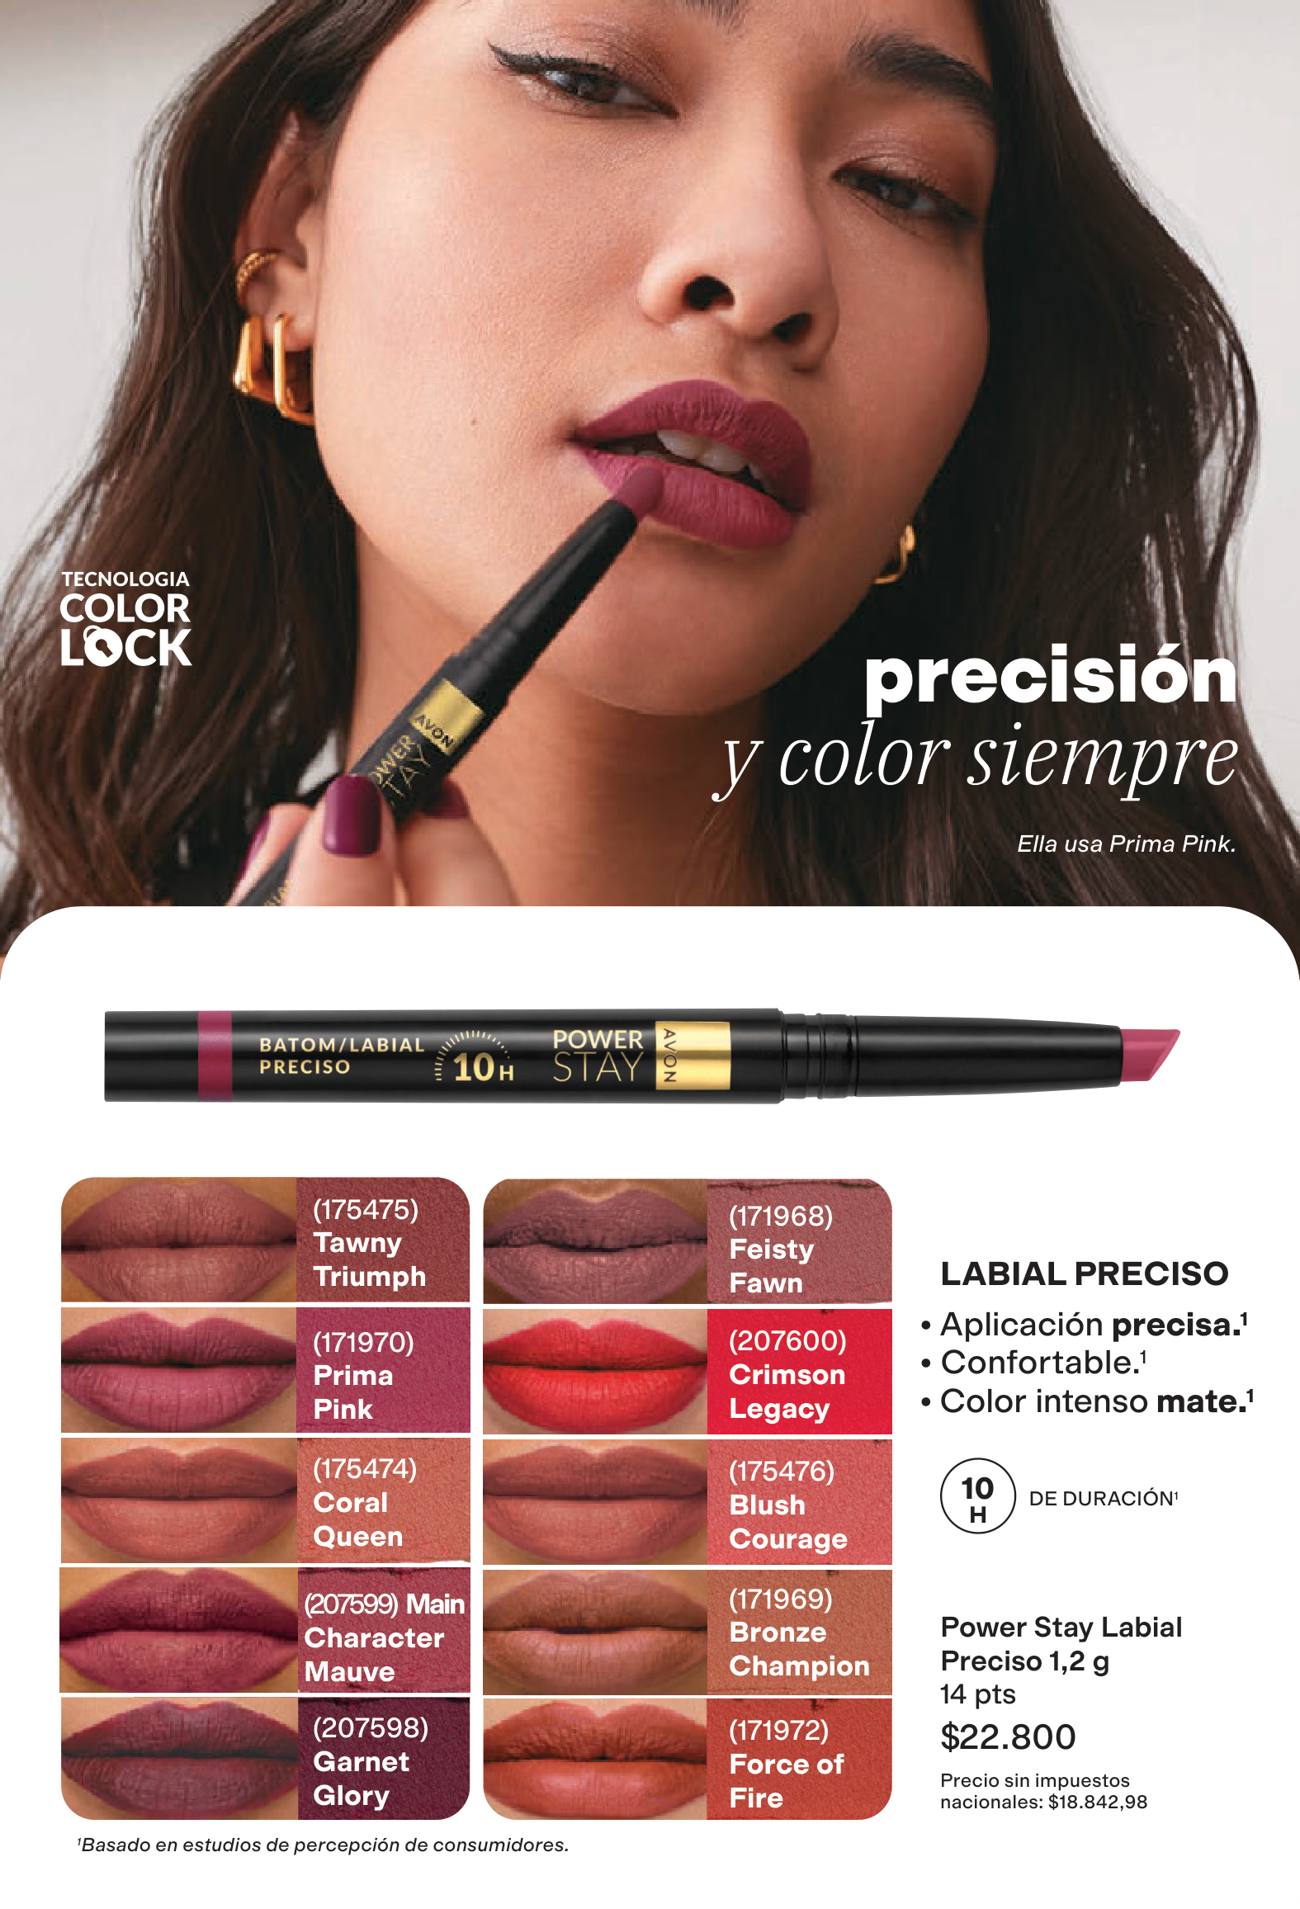 TECNOLOGIA
COLOR
LOCK
AVON
POWER
STAY
precisión
y color siempre
Ella usa Prima Pink.
BATOM/LABIAL
PRECISO
10H
POWER
STAY
AVON
(175475)
Tawny
Triumph
(171970)
Prima
Pink
(175474)
Coral
Queen
(207599) Main
Character
Mauve
(207598)
Garnet
Glory
(171968)
Feisty
Fawn
(207600)
Crimson
Legacy
(175476)
Blush
Courage
(171969)
Bronze
Champion
(171972)
Force of
Fire
LABIAL PRECISO
• Aplicación precisa.¹
• Confortable.¹
• Color intenso mate.¹
10
H
DE DURACIÓN¹
Power Stay Labial
Preciso 1,2 g
14 pts
$22.800
Precio sin impuestos
nacionales: $18.842,98
¹Basado en estudios de percepción de consumidores.